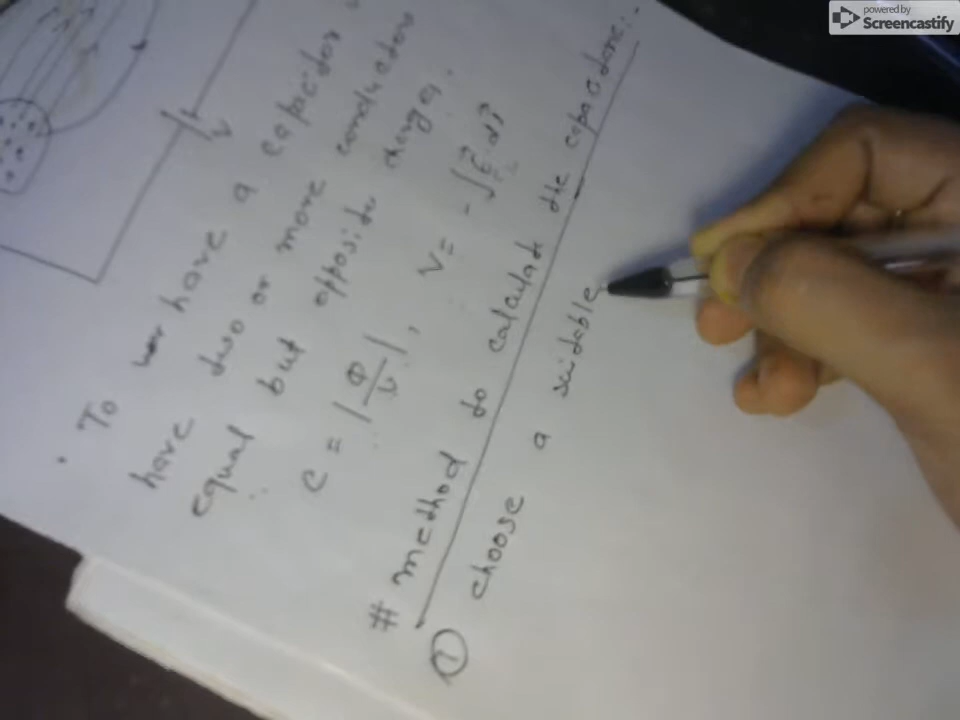 powered by
Screencastify
V
• To have a capacitor
have two or more conductor
equal but opposite charges.
C = |Q/V| , V = - ∫E⃗.dl⃗
# method to calculate the capacitance:-
① choose a suitable